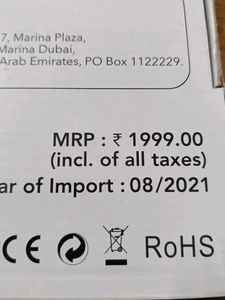 7, Marina Plaza,
Marina Dubai,
Arab Emirates, PO Box 1122229.
MRP : ₹ 1999.00
(incl. of all taxes)
ar of Import : 08/2021
CE RoHS